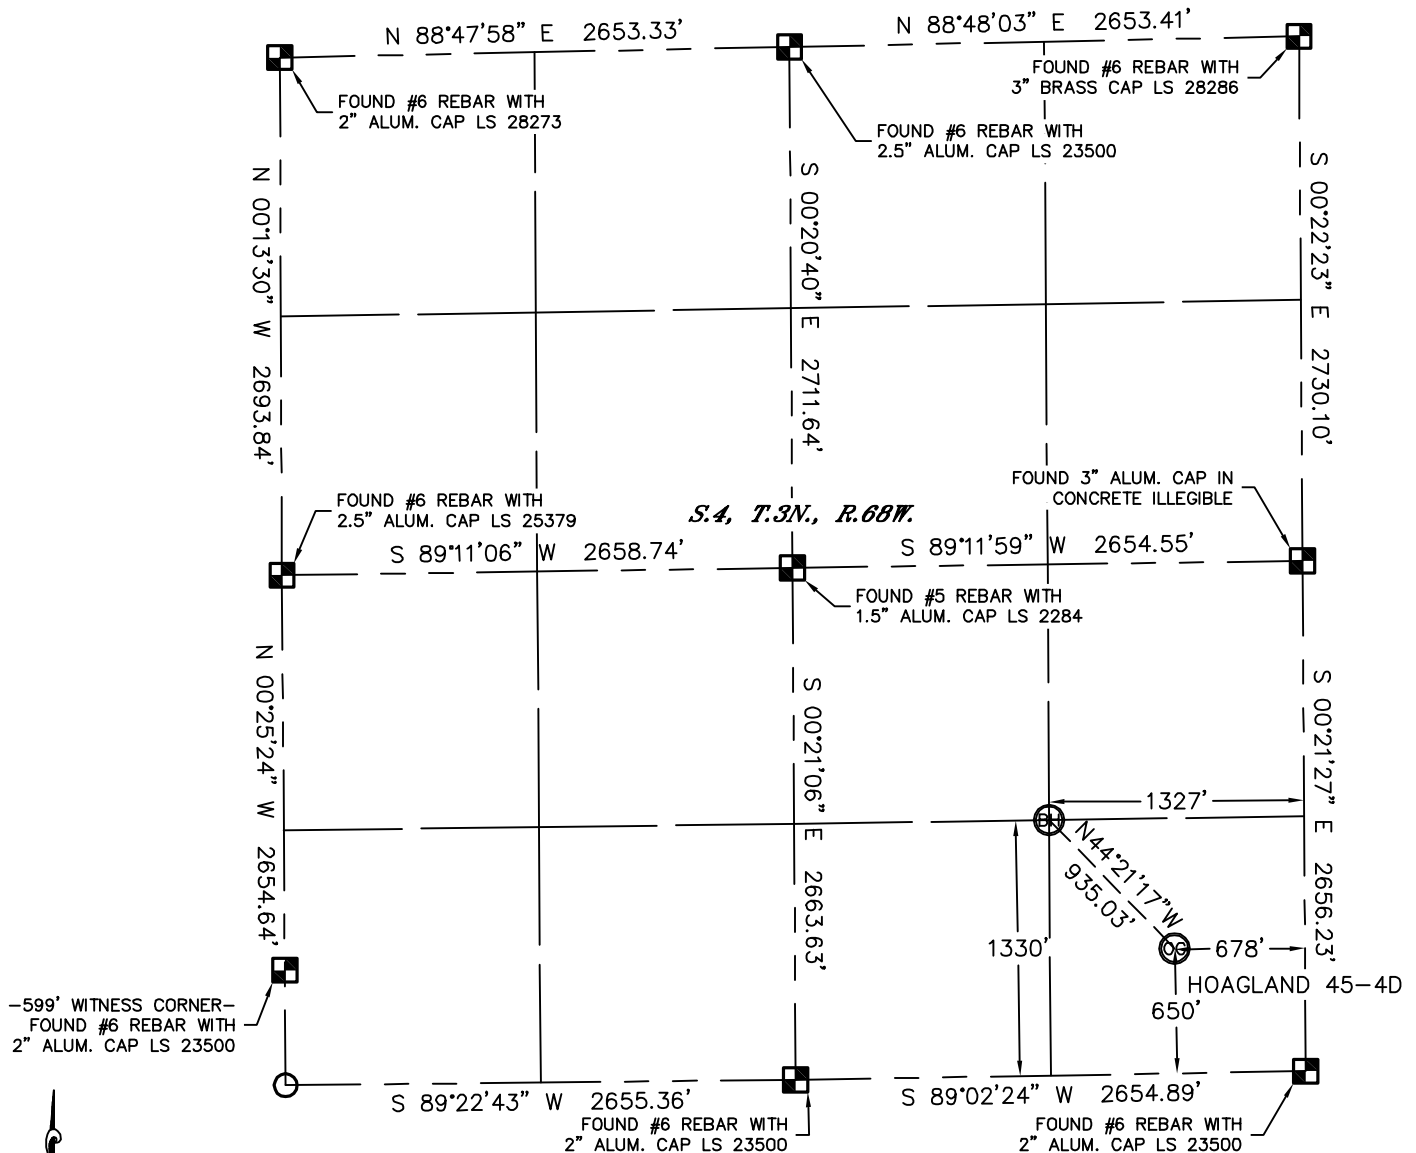 N 88°47'58" E 2653.33'
N 88°48'03" E 2653.41'
FOUND #6 REBAR WITH
3" BRASS CAP LS 28286
FOUND #6 REBAR WITH
2" ALUM. CAP LS 28273
FOUND #6 REBAR WITH
2.5" ALUM. CAP LS 23500
N 00°13'30" W 2693.84'
S 00°20'40" E 2711.64'
S 00°22'23" E 2730.10'
FOUND 3" ALUM. CAP IN
CONCRETE ILLEGIBLE
FOUND #6 REBAR WITH
2.5" ALUM. CAP LS 25379
S.4, T.3N., R.68W.
S 89°11'06" W 2658.74'
S 89°11'59" W 2654.55'
FOUND #5 REBAR WITH
1.5" ALUM. CAP LS 2284
N 00°25'24" W 2654.64'
S 00°21'06" E 2663.63'
S 00°21'27" E 2656.23'
1327'
BH
N44°21'17"W
935.03'
1330'
OG
678'
HOAGLAND 45-4D
650'
-599' WITNESS CORNER-
FOUND #6 REBAR WITH
2" ALUM. CAP LS 23500
S 89°22'43" W 2655.36'
S 89°02'24" W 2654.89'
FOUND #6 REBAR WITH
2" ALUM. CAP LS 23500
FOUND #6 REBAR WITH
2" ALUM. CAP LS 23500